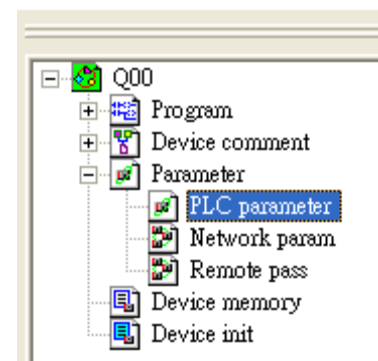 Q00
Program
Device comment
Parameter
PLC parameter
Network param
Remote pass
Device memory
Device init